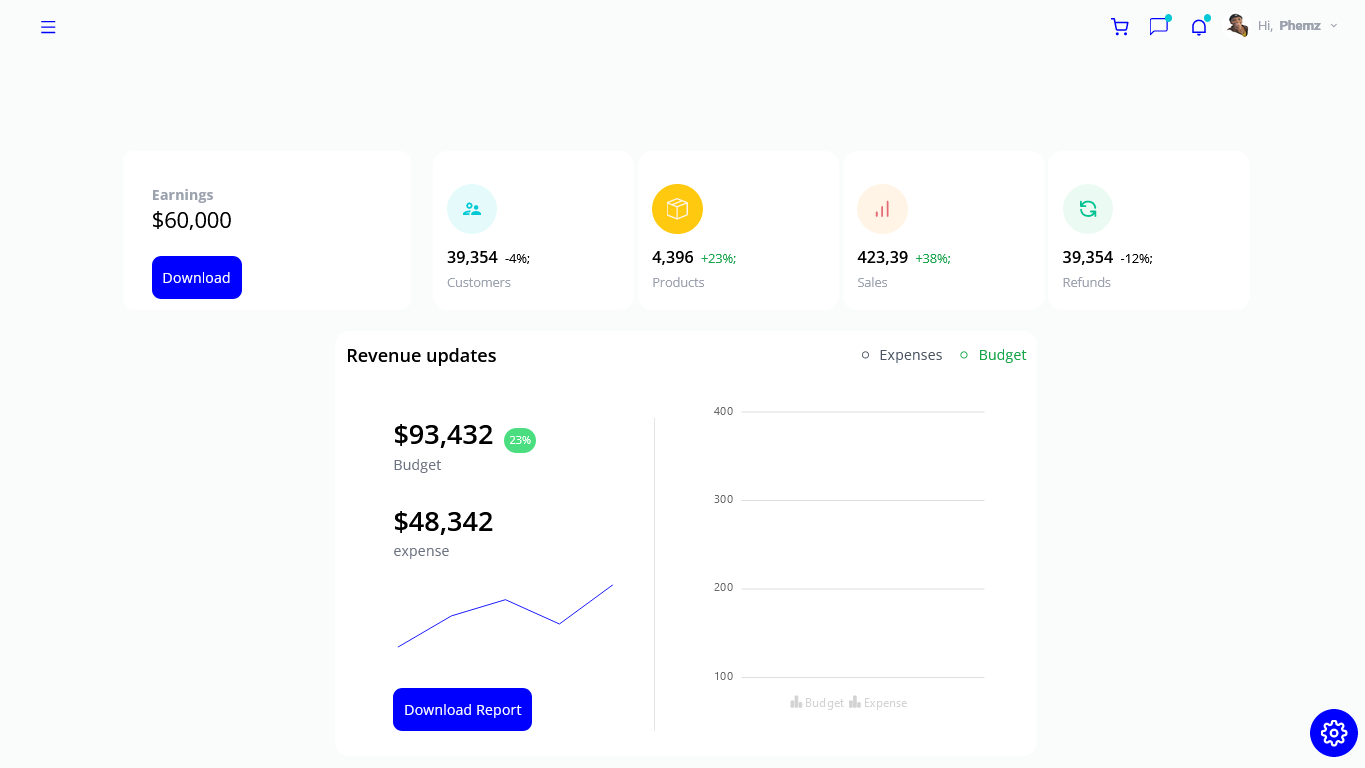 Hi, Phemz
Earnings
$60,000
Download
39,354 -4%;
Customers
4,396 +23%;
Products
423,39 +38%;
Sales
39,354 -12%;
Refunds
Revenue updates
Expenses
Budget
$93,432 23%
Budget
$48,342
expense
Download Report
400
300
200
100
Budget Expense